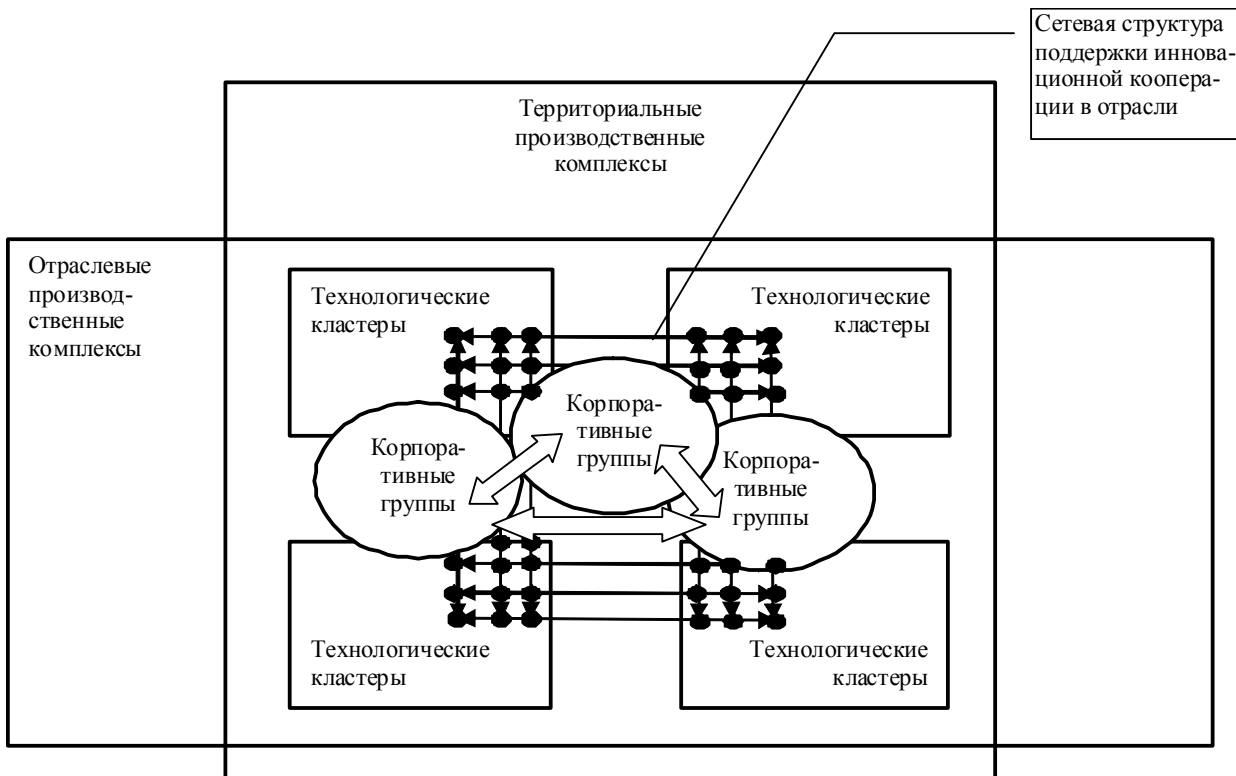 Сетевая структура
поддержки иннова-
ционной коопера-
ции в отрасли
Территориальные
производственные
комплексы
Отраслевые
производ-
ственные
комплексы
Технологические
кластеры
Технологические
кластеры
Корпора-
тивные
группы
Корпора-
тивные
группы
Корпора-
тивные
группы
Технологические
кластеры
Технологические
кластеры